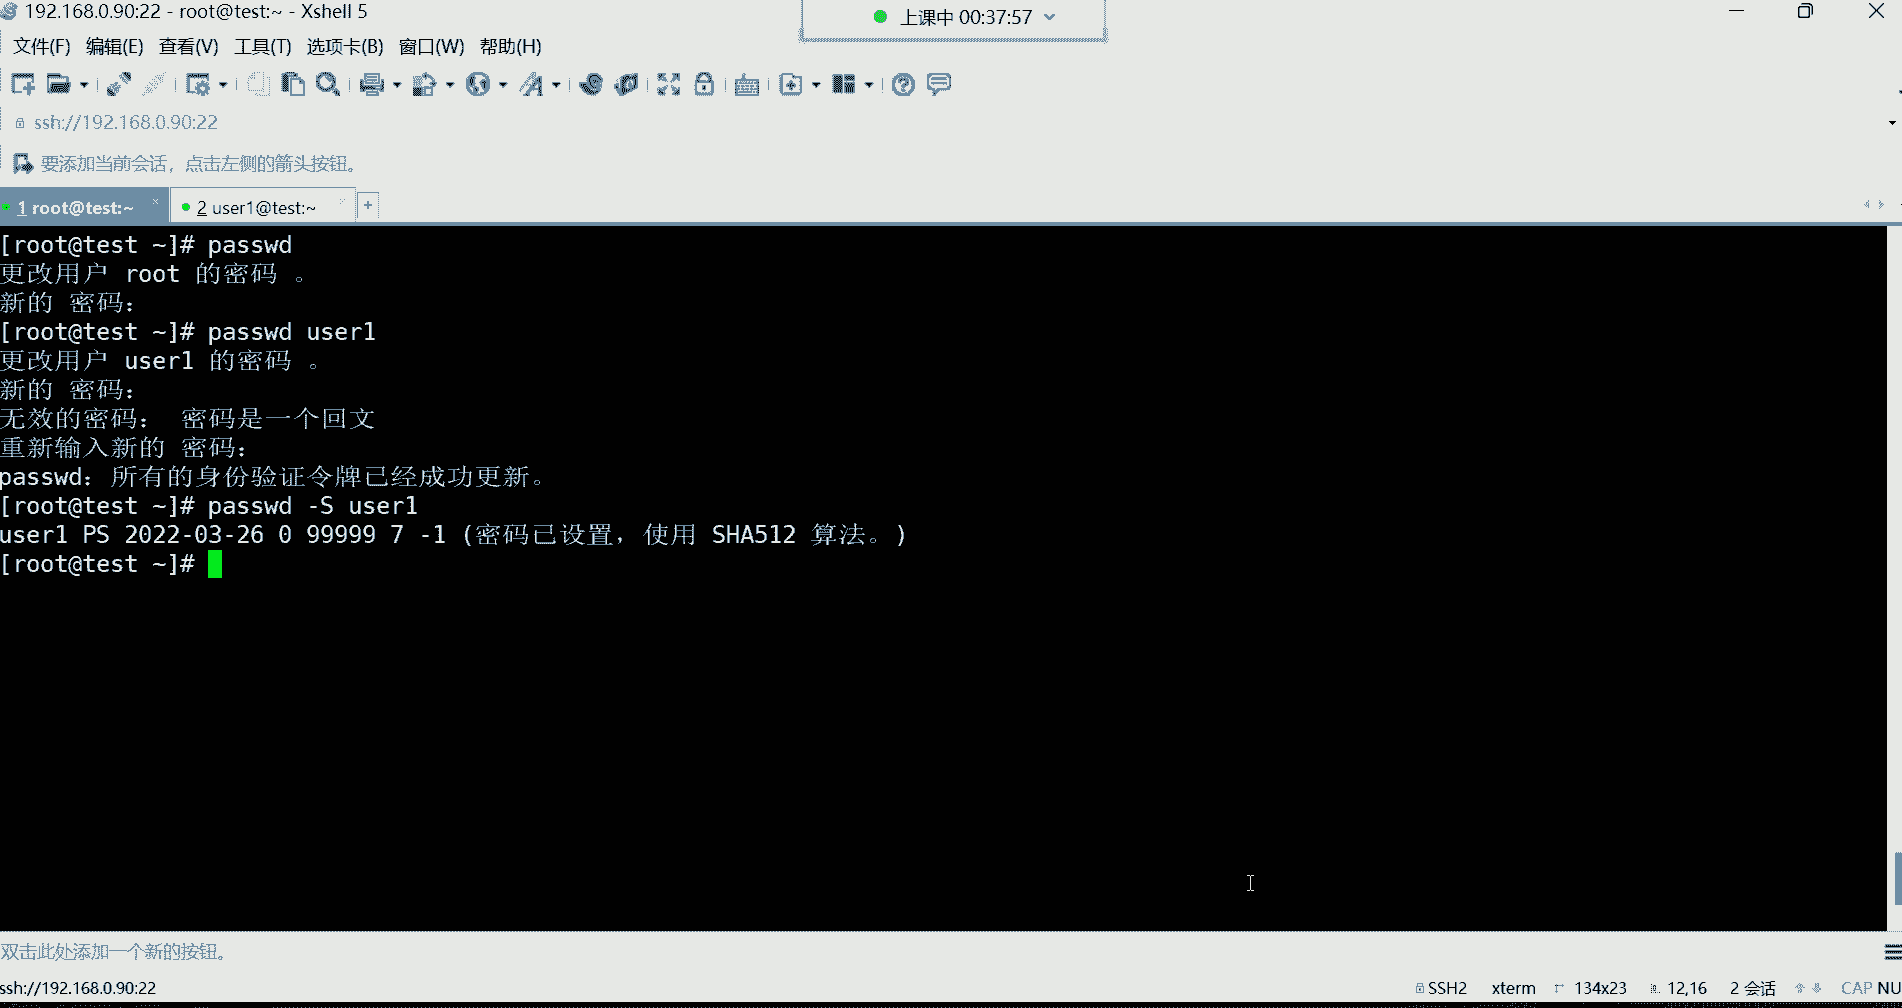 192.168.0.90:22 - root@test:~ - Xshell 5
上课中 00:37:57
文件(F) 编辑(E) 查看(V) 工具(T) 选项卡(B) 窗口(W) 帮助(H)
ssh://192.168.0.90:22
要添加当前会话，点击左侧的箭头按钮。
1 root@test:~ × 2 user1@test:~ +
[root@test ~]# passwd
更改用户 root 的密码 。
新的 密码：
[root@test ~]# passwd user1
更改用户 user1 的密码 。
新的 密码：
无效的密码： 密码是一个回文
重新输入新的 密码：
passwd：所有的身份验证令牌已经成功更新。
[root@test ~]# passwd -S user1
user1 PS 2022-03-26 0 99999 7 -1 (密码已设置，使用 SHA512 算法。)
[root@test ~]#
双击此处添加一个新的按钮。
ssh://192.168.0.90:22 SSH2 xterm 134x23 12,16 2 会话 CAP NU